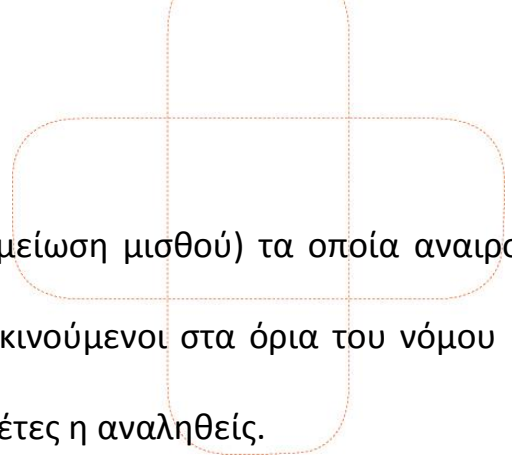 μείωση μισθού) τα οποία αναιρο
κινούμενοι στα όρια του νόμου
έτες η αναληθείς.